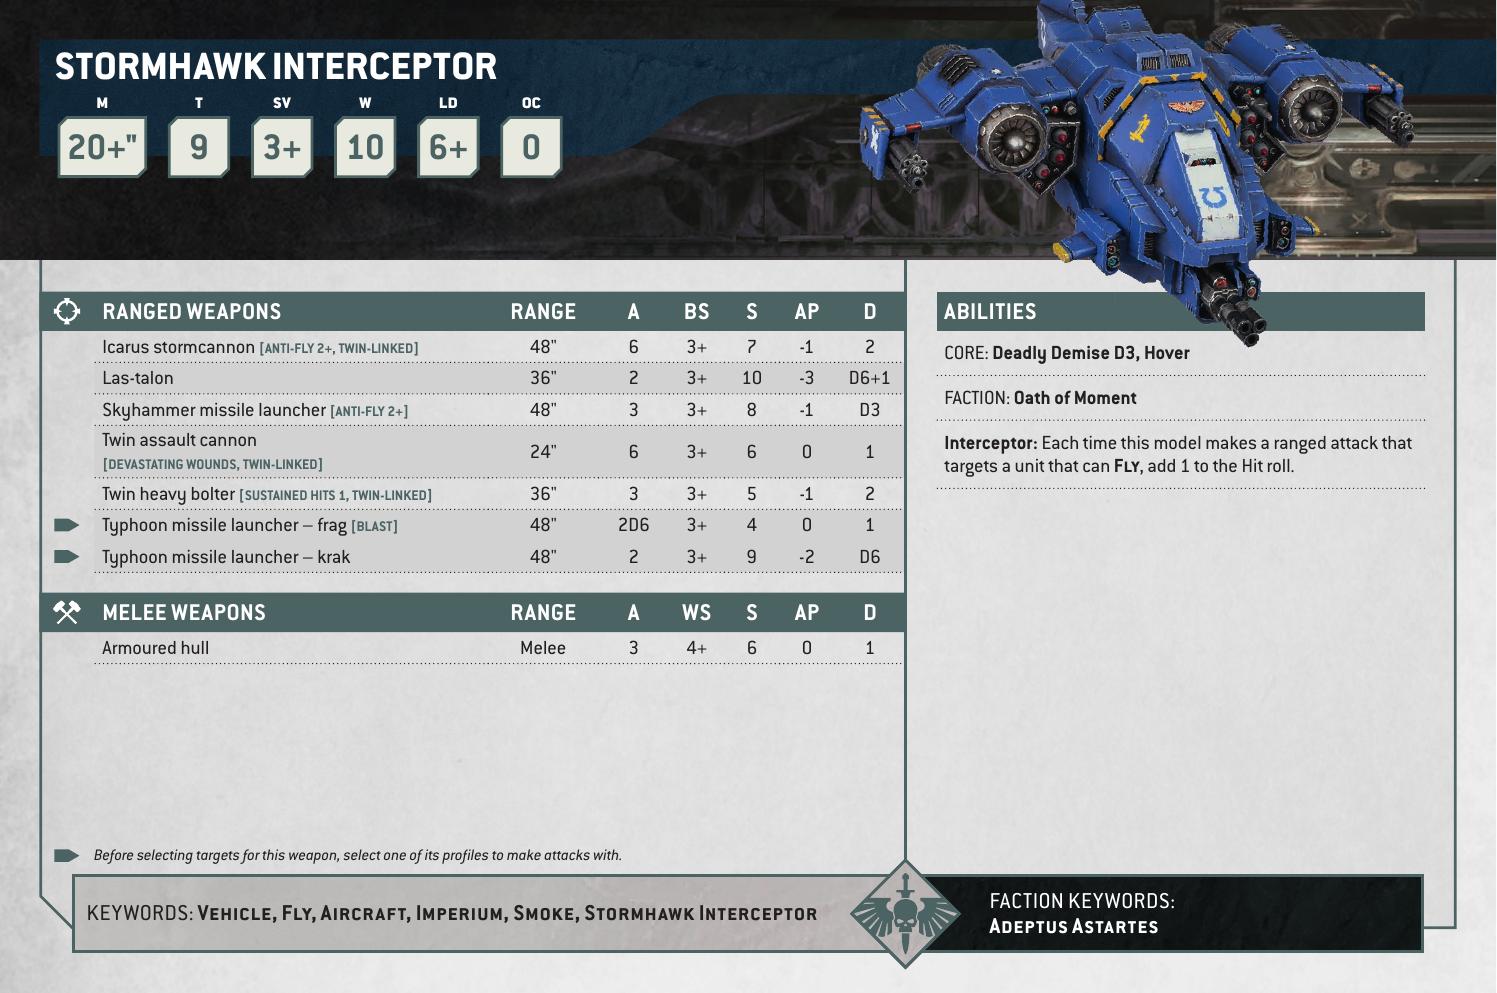 STORMHAWK INTERCEPTOR
M T SV W LD OC
20+" 9 3+ 10 6+ 0
RANGED WEAPONS RANGE A BS S AP D
Icarus stormcannon [ANTI-FLY 2+, TWIN-LINKED] 48" 6 3+ 7 -1 2
Las-talon 36" 2 3+ 10 -3 D6+1
Skyhammer missile launcher [ANTI-FLY 2+] 48" 3 3+ 8 -1 D3
Twin assault cannon
[DEVASTATING WOUNDS, TWIN-LINKED] 24" 6 3+ 6 0 1
Twin heavy bolter [SUSTAINED HITS 1, TWIN-LINKED] 36" 3 3+ 5 -1 2
Typhoon missile launcher – frag [BLAST] 48" 2D6 3+ 4 0 1
Typhoon missile launcher – krak 48" 2 3+ 9 -2 D6
MELEE WEAPONS RANGE A WS S AP D
Armoured hull Melee 3 4+ 6 0 1
Before selecting targets for this weapon, select one of its profiles to make attacks with.
ABILITIES
CORE: Deadly Demise D3, Hover
FACTION: Oath of Moment
Interceptor: Each time this model makes a ranged attack that
targets a unit that can FLY, add 1 to the Hit roll.
KEYWORDS: VEHICLE, FLY, AIRCRAFT, IMPERIUM, SMOKE, STORMHAWK INTERCEPTOR
FACTION KEYWORDS:
ADEPTUS ASTARTES